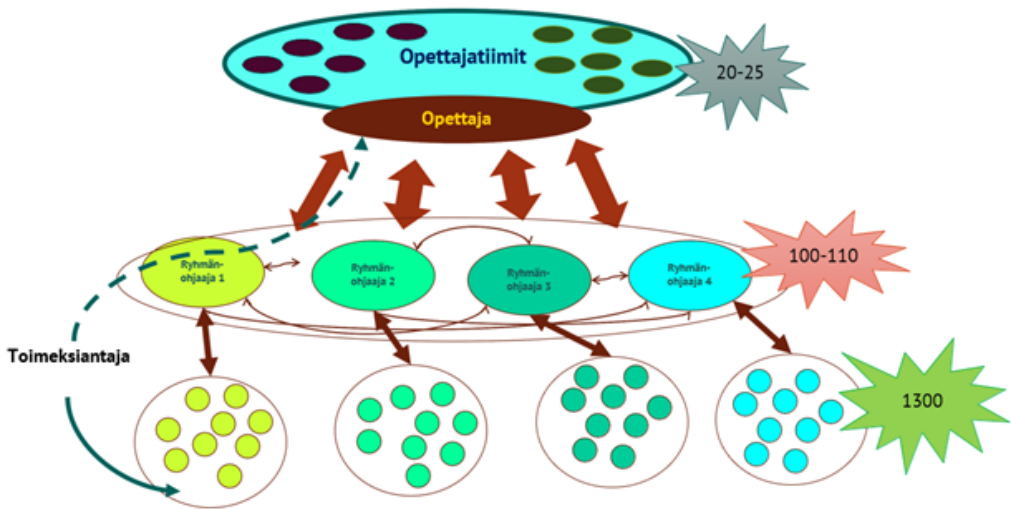 Opettajatiimit
20-25
Opettaja
100-110
Ryhmän-
ohjaaja 1
Ryhmän-
ohjaaja 2
Ryhmän-
ohjaaja 3
Ryhmän-
ohjaaja 4
Toimeksiantaja
1300